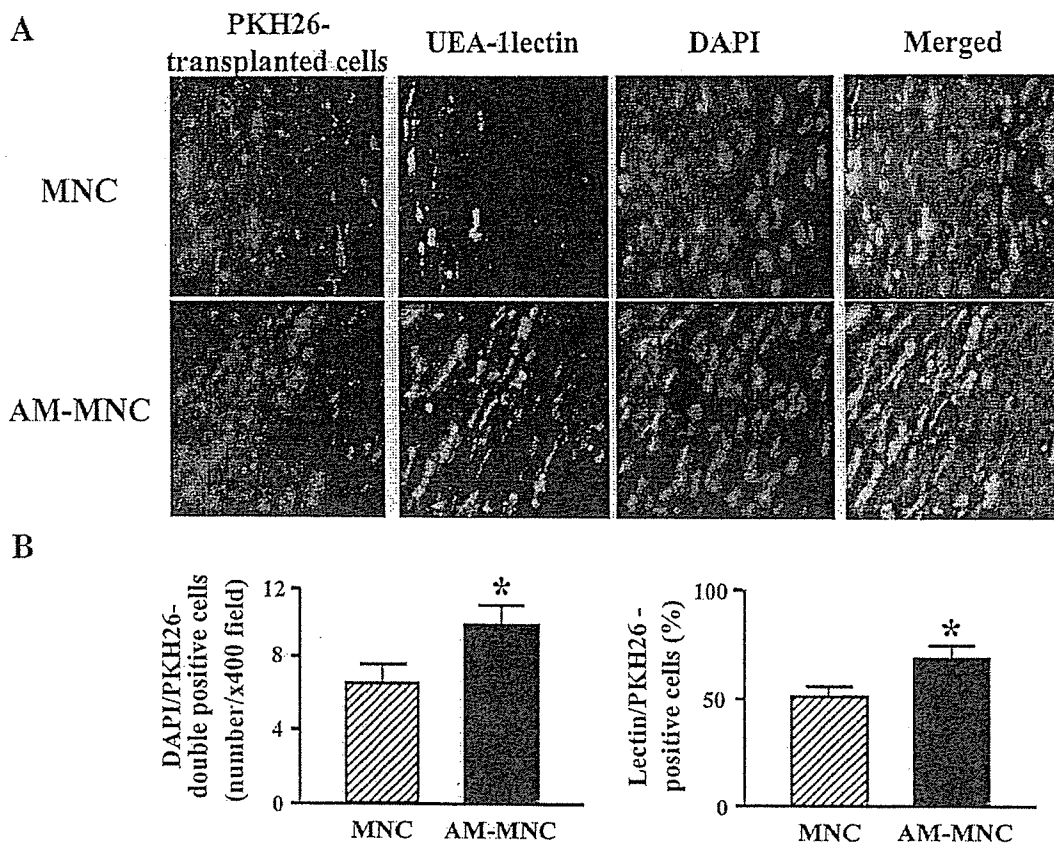 A
PKH26-
transplanted cells
UEA-1lectin
DAPI
Merged
MNC
AM-MNC
B
DAPI/PKH26-
double positive cells
(number/x400 field)
12
8
4
0
*
MNC
AM-MNC
Lectin/PKH26-
positive cells (%)
100
50
0
*
MNC
AM-MNC